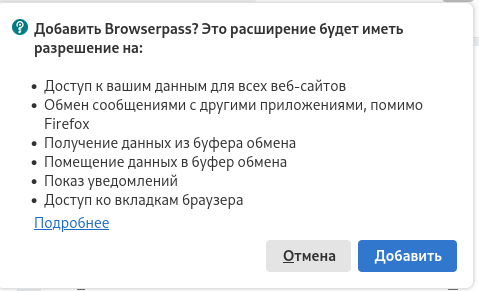 Добавить Browserpass? Это расширение будет иметь
разрешение на:
• Доступ к вашим данным для всех веб-сайтов
• Обмен сообщениями с другими приложениями, помимо
Firefox
• Получение данных из буфера обмена
• Помещение данных в буфер обмена
• Показ уведомлений
• Доступ ко вкладкам браузера
Подробнее
Отмена
Добавить